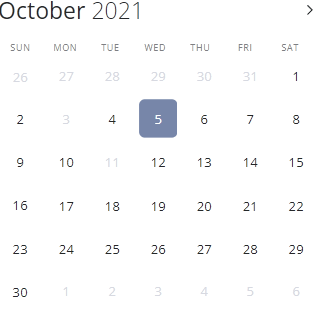 October 2021
SUN MON TUE WED THU FRI SAT
26 27 28 29 30 31 1
2 3 4 5 6 7 8
9 10 11 12 13 14 15
16 17 18 19 20 21 22
23 24 25 26 27 28 29
30 1 2 3 4 5 6